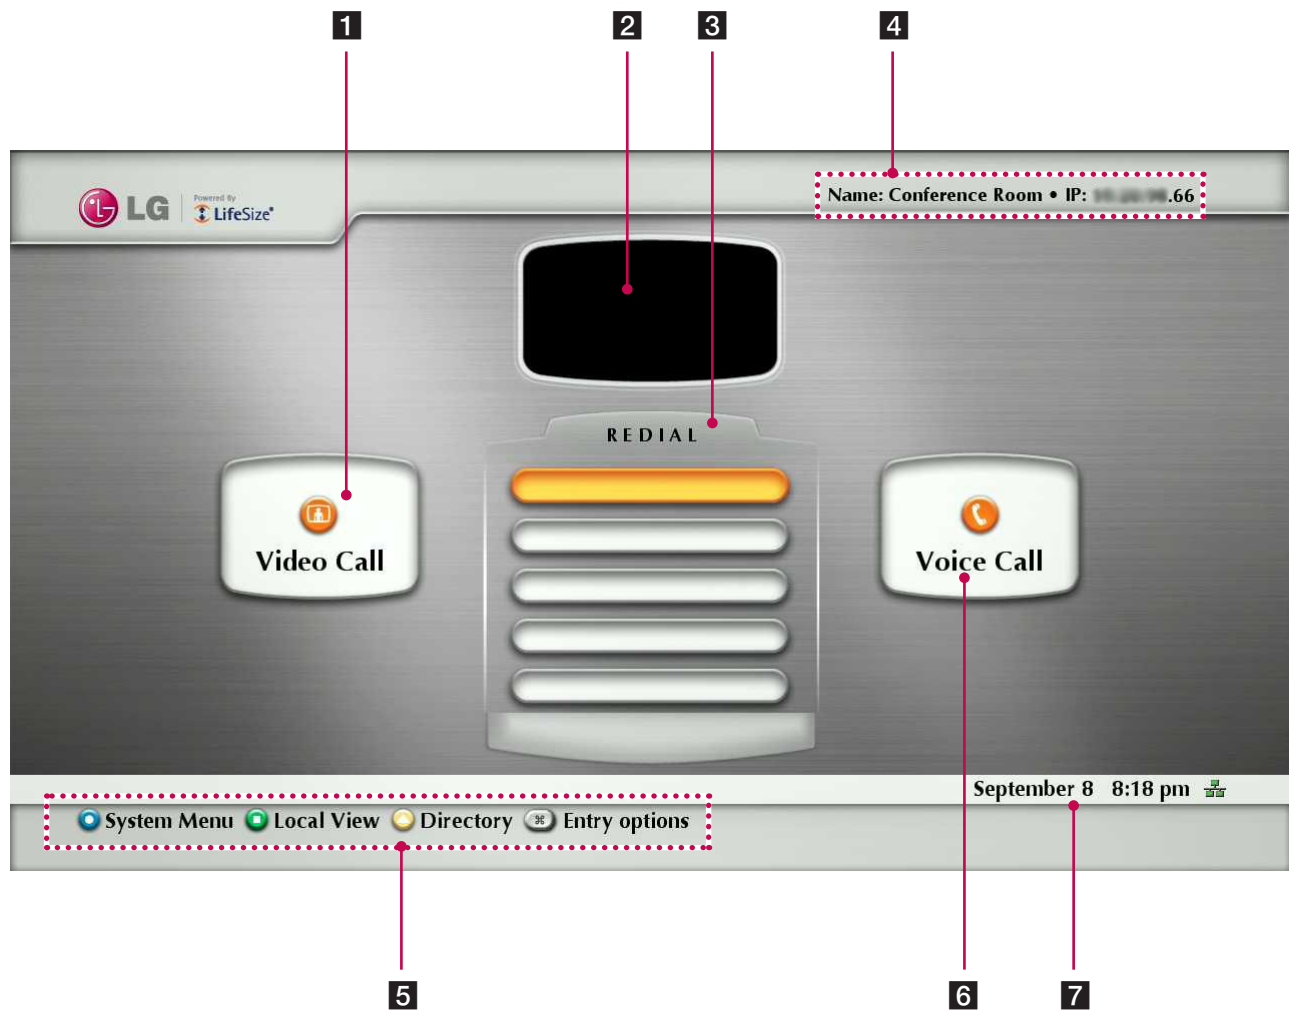 1 2 3 4
LG Powered By LifeSize
Name: Conference Room • IP: .66
REDIAL
Video Call
Voice Call
September 8 8:18 pm
System Menu Local View Directory ⌘ Entry options
5 6 7